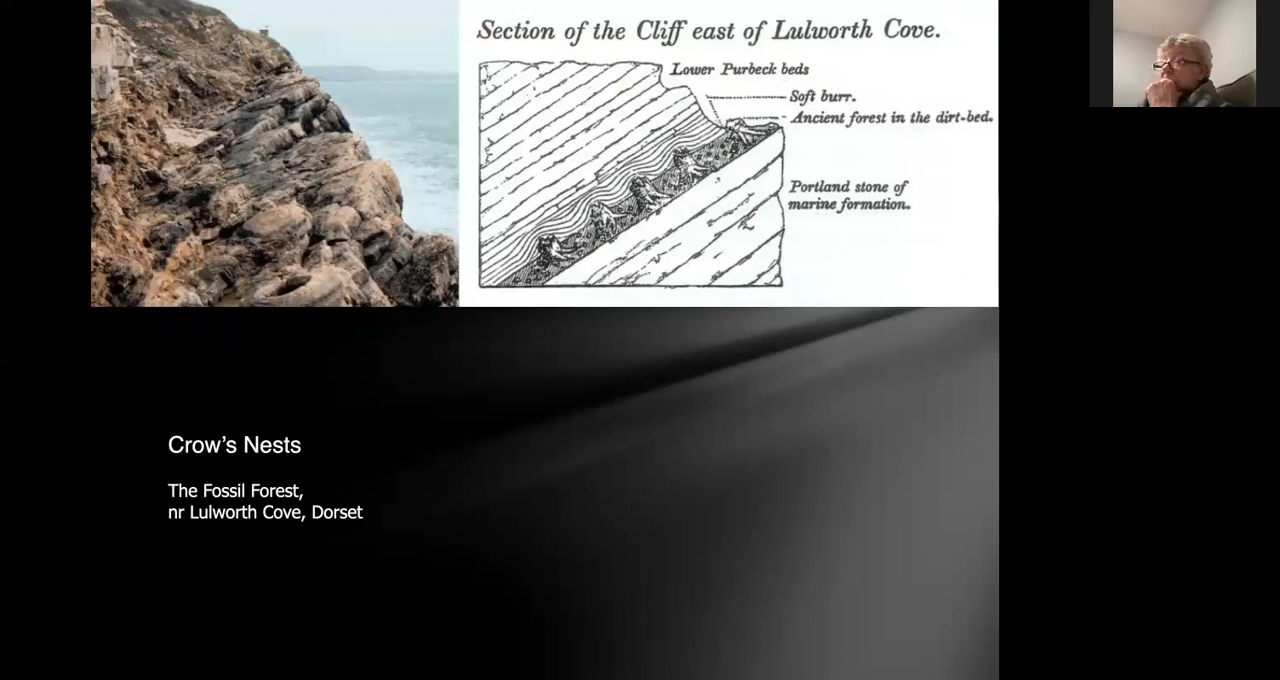 Section of the Cliff east of Lulworth Cove.
Lower Purbeck beds
Soft burr.
Ancient forest in the dirt-bed.
Portland stone of
marine formation.
Crow’s Nests
The Fossil Forest,
nr Lulworth Cove, Dorset